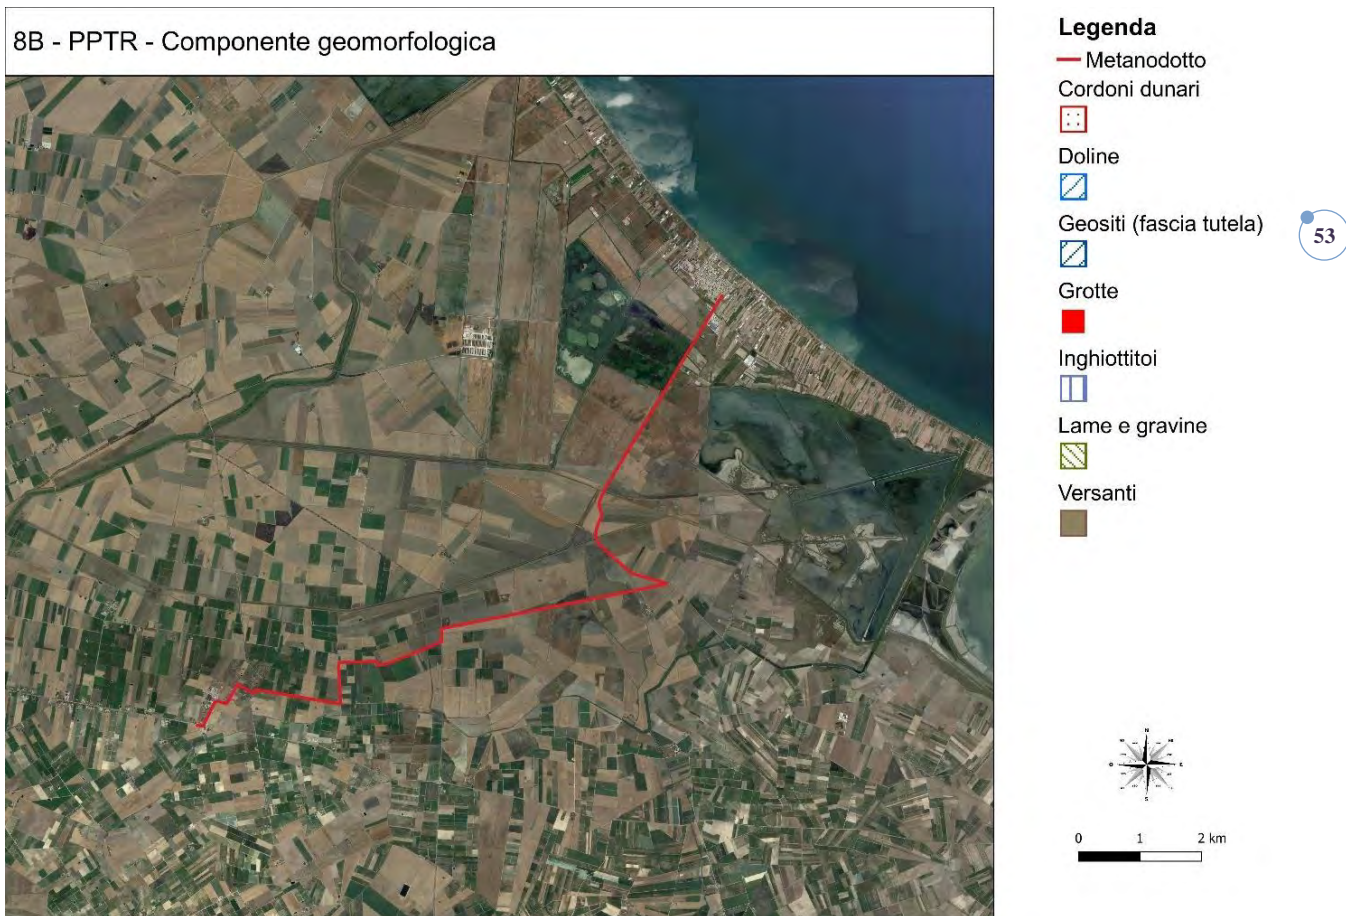 8B - PPTR - Componente geomorfologica
Legenda
Metanodotto
Cordoni dunari
Doline
Geositi (fascia tutela)
53
Grotte
Inghiottitoi
Lame e gravine
Versanti
N
S
0 1 2 km